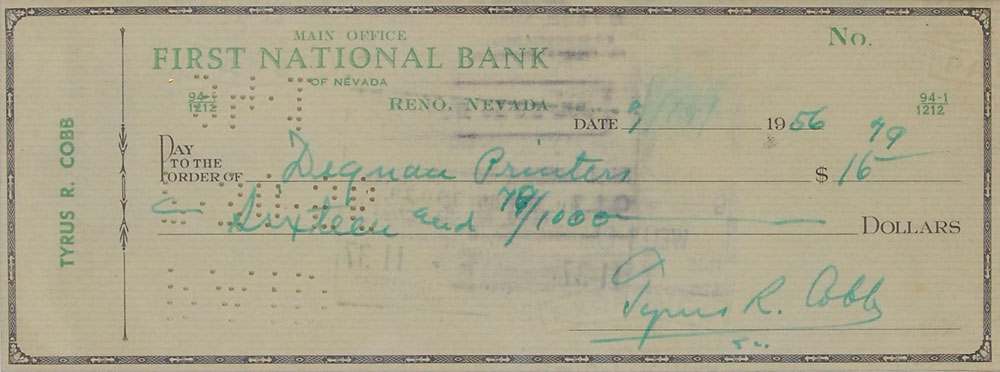 MAIN OFFICE
No.
FIRST NATIONAL BANK
OF NEVADA
94-1
1212
RENO, NEVADA
94-1
1212
DATE 1956
PAY TO THE ORDER OF Degnan Printers $ 16 79
Sixteen and 79/1000 DOLLARS
Tyrus R. Cobb
TYRUS R. COBB